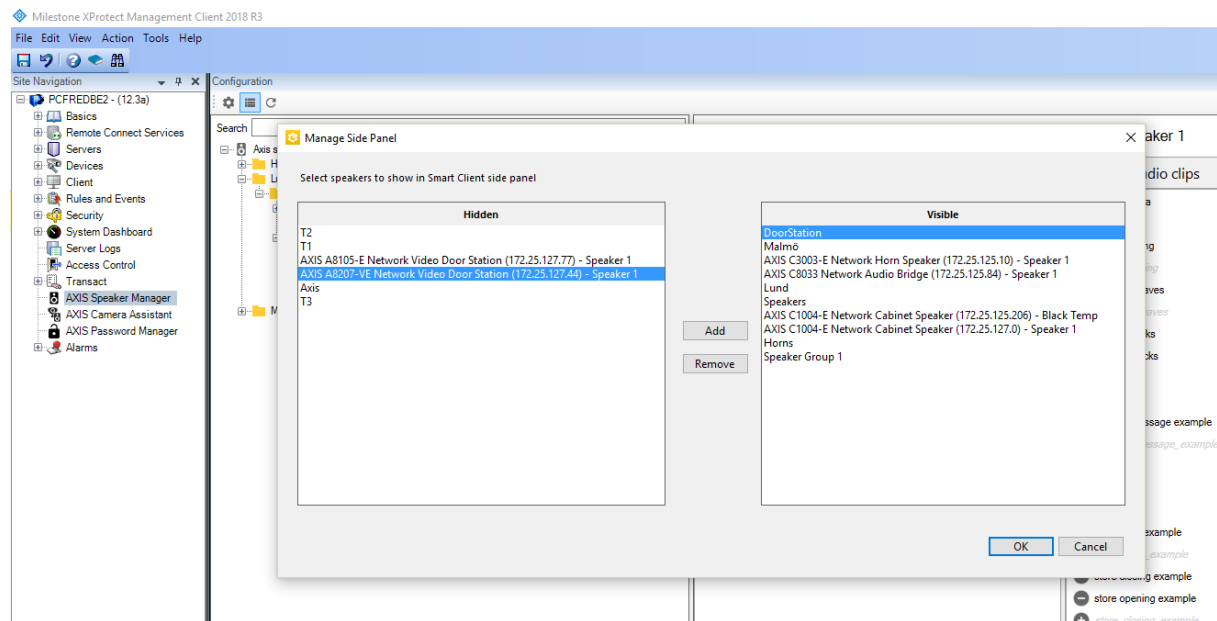 Milestone XProtect Management Client 2018 R3
File Edit View Action Tools Help
Site Navigation
PCFREDBE2 - (12.3a)
Basics
Remote Connect Services
Servers
Devices
Client
Rules and Events
Security
System Dashboard
Server Logs
Access Control
Transact
AXIS Speaker Manager
AXIS Camera Assistant
AXIS Password Manager
Alarms
Configuration
Search
Axis s
H
Lu
M
Manage Side Panel
Select speakers to show in Smart Client side panel
Hidden
T2
T1
AXIS A8105-E Network Video Door Station (172.25.127.77) - Speaker 1
AXIS A8207-VE Network Video Door Station (172.25.127.44) - Speaker 1
Axis
T3
Add
Remove
Visible
DoorStation
Malmö
AXIS C3003-E Network Horn Speaker (172.25.125.10) - Speaker 1
AXIS C8033 Network Audio Bridge (172.25.125.84) - Speaker 1
Lund
Speakers
AXIS C1004-E Network Cabinet Speaker (172.25.125.206) - Black Temp
AXIS C1004-E Network Cabinet Speaker (172.25.127.0) - Speaker 1
Horns
Speaker Group 1
OK Cancel
aker 1
dio clips
a
ng
ing
aves
aves
ks
cks
ssage example
essage_example
example
_example
store closing example
store opening example
store_closing_example